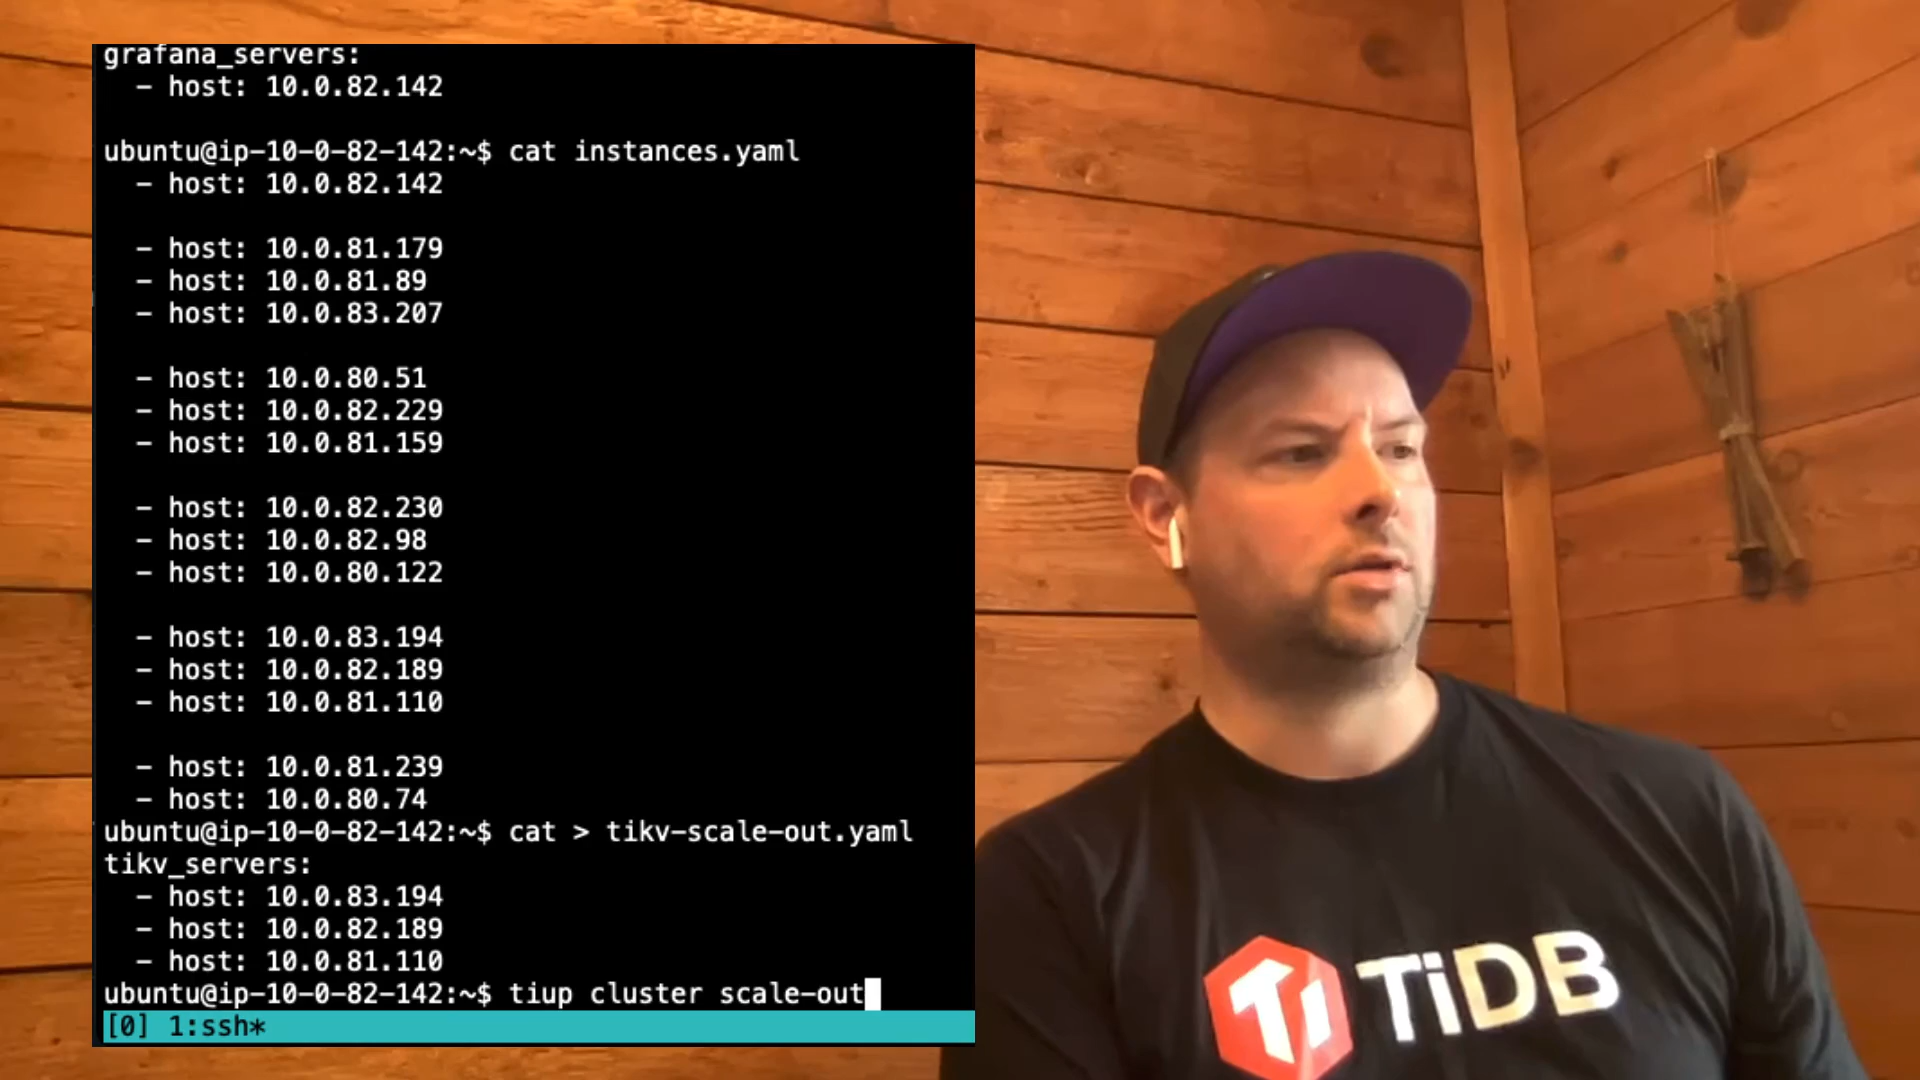 grafana_servers:
  - host: 10.0.82.142
ubuntu@ip-10-0-82-142:~$ cat instances.yaml
  - host: 10.0.82.142
  - host: 10.0.81.179
  - host: 10.0.81.89
  - host: 10.0.83.207
  - host: 10.0.80.51
  - host: 10.0.82.229
  - host: 10.0.81.159
  - host: 10.0.82.230
  - host: 10.0.82.98
  - host: 10.0.80.122
  - host: 10.0.83.194
  - host: 10.0.82.189
  - host: 10.0.81.110
  - host: 10.0.81.239
  - host: 10.0.80.74
ubuntu@ip-10-0-82-142:~$ cat > tikv-scale-out.yaml
tikv_servers:
  - host: 10.0.83.194
  - host: 10.0.82.189
  - host: 10.0.81.110
ubuntu@ip-10-0-82-142:~$ tiup cluster scale-out
[0] 1:ssh*
TiDB